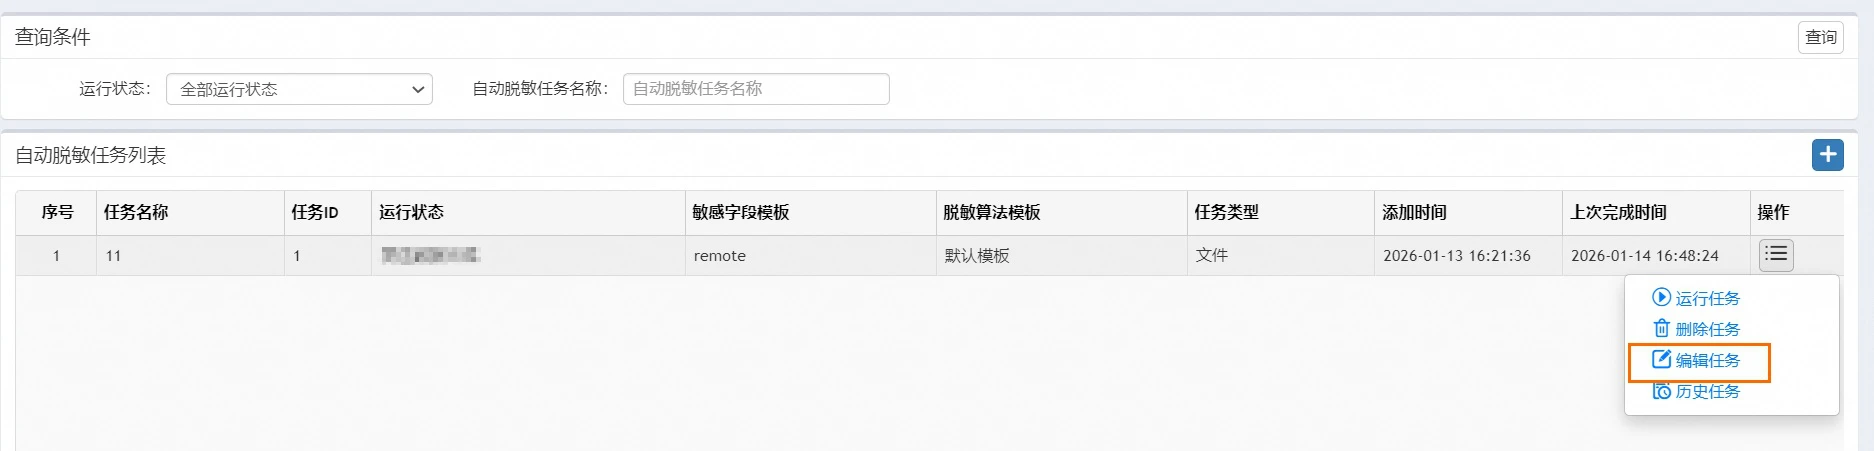 查询条件 查询
运行状态： 全部运行状态 自动脱敏任务名称： 自动脱敏任务名称
自动脱敏任务列表
序号 任务名称 任务ID 运行状态 敏感字段模板 脱敏算法模板 任务类型 添加时间 上次完成时间 操作
1 11 1 remote 默认模板 文件 2026-01-13 16:21:36 2026-01-14 16:48:24
运行任务
删除任务
编辑任务
历史任务